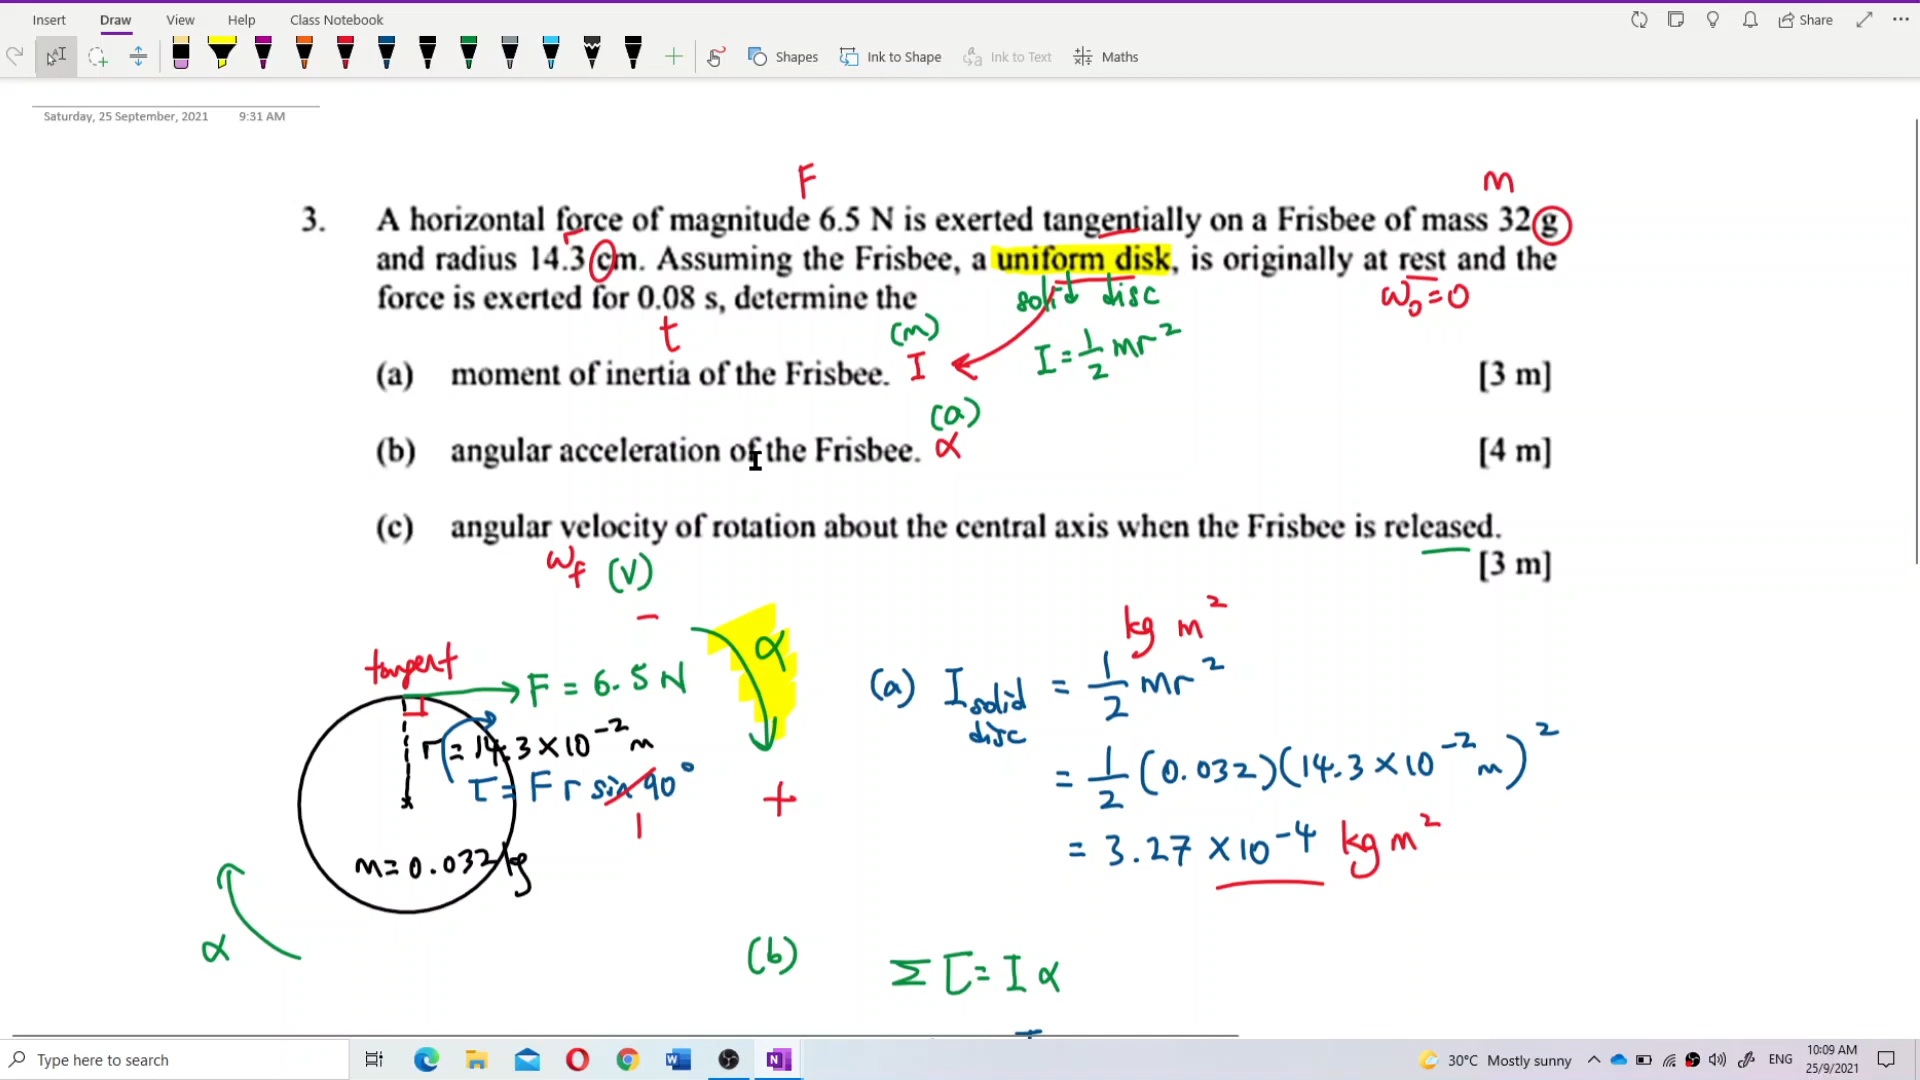 Insert Draw View Help Class Notebook Share
Shapes Ink to Shape Ink to Text Maths
Saturday, 25 September, 2021 9:31 AM
F m
3. A horizontal force of magnitude 6.5 N is exerted tangentially on a Frisbee of mass 32 g
r
and radius 14.3 cm. Assuming the Frisbee, a uniform disk, is originally at rest and the
force is exerted for 0.08 s, determine the
solid disc
ω₀ = 0
t
(m)
I = 1/2 mr²
(a) moment of inertia of the Frisbee. I [3 m]
(a)
(b) angular acceleration of the Frisbee. α [4 m]
(c) angular velocity of rotation about the central axis when the Frisbee is released.
[3 m]
ωf (v)
−
tangent
F = 6.5 N
α
r = 14.3 × 10⁻² m
τ = F r sin 90°
1
+
m = 0.032 kg
α
kg m²
(a) I solid disc = 1/2 mr²
= 1/2 (0.032)(14.3 × 10⁻² m)²
= 3.27 × 10⁻⁴ kg m²
(b) Σ τ = I α
Type here to search
30°C Mostly sunny ENG 10:09 AM
25/9/2021